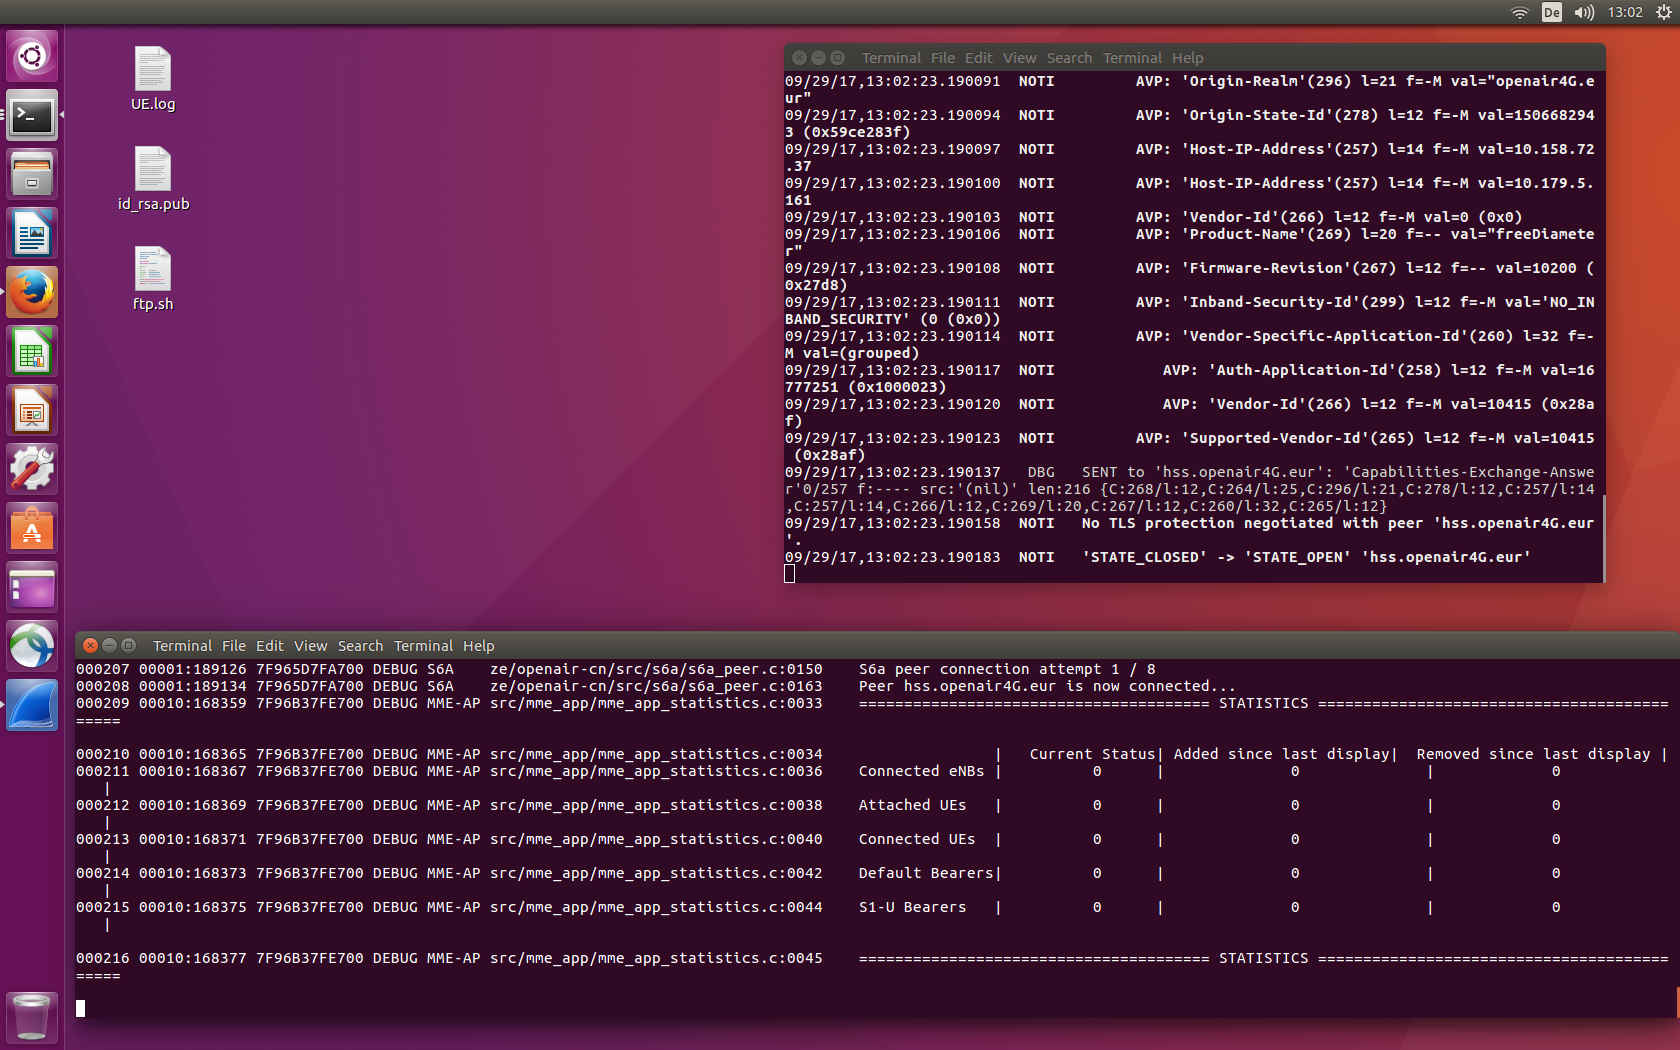 De 13:02
UE.log
id_rsa.pub
ftp.sh
Terminal File Edit View Search Terminal Help
09/29/17,13:02:23.190091  NOTI         AVP: 'Origin-Realm'(296) l=21 f=-M val="openair4G.e
ur"
09/29/17,13:02:23.190094  NOTI         AVP: 'Origin-State-Id'(278) l=12 f=-M val=150668294
3 (0x59ce283f)
09/29/17,13:02:23.190097  NOTI         AVP: 'Host-IP-Address'(257) l=14 f=-M val=10.158.72
.37
09/29/17,13:02:23.190100  NOTI         AVP: 'Host-IP-Address'(257) l=14 f=-M val=10.179.5.
161
09/29/17,13:02:23.190103  NOTI         AVP: 'Vendor-Id'(266) l=12 f=-M val=0 (0x0)
09/29/17,13:02:23.190106  NOTI         AVP: 'Product-Name'(269) l=20 f=-- val="freeDiamete
r"
09/29/17,13:02:23.190108  NOTI         AVP: 'Firmware-Revision'(267) l=12 f=-- val=10200 (
0x27d8)
09/29/17,13:02:23.190111  NOTI         AVP: 'Inband-Security-Id'(299) l=12 f=-M val='NO_IN
BAND_SECURITY' (0 (0x0))
09/29/17,13:02:23.190114  NOTI         AVP: 'Vendor-Specific-Application-Id'(260) l=32 f=-
M val=(grouped)
09/29/17,13:02:23.190117  NOTI            AVP: 'Auth-Application-Id'(258) l=12 f=-M val=16
777251 (0x1000023)
09/29/17,13:02:23.190120  NOTI            AVP: 'Vendor-Id'(266) l=12 f=-M val=10415 (0x28a
f)
09/29/17,13:02:23.190123  NOTI         AVP: 'Supported-Vendor-Id'(265) l=12 f=-M val=10415
 (0x28af)
09/29/17,13:02:23.190137   DBG   SENT to 'hss.openair4G.eur': 'Capabilities-Exchange-Answe
r'0/257 f:---- src:'(nil)' len:216 {C:268/l:12,C:264/l:25,C:296/l:21,C:278/l:12,C:257/l:14
,C:257/l:14,C:266/l:12,C:269/l:20,C:267/l:12,C:260/l:32,C:265/l:12}
09/29/17,13:02:23.190158  NOTI   No TLS protection negotiated with peer 'hss.openair4G.eur
'.
09/29/17,13:02:23.190183  NOTI   'STATE_CLOSED' -> 'STATE_OPEN' 'hss.openair4G.eur'
Terminal File Edit View Search Terminal Help
000207 00001:189126 7F965D7FA700 DEBUG S6A    ze/openair-cn/src/s6a/s6a_peer.c:0150    S6a peer connection attempt 1 / 8
000208 00001:189134 7F965D7FA700 DEBUG S6A    ze/openair-cn/src/s6a/s6a_peer.c:0163    Peer hss.openair4G.eur is now connected...
000209 00010:168359 7F96B37FE700 DEBUG MME-AP src/mme_app/mme_app_statistics.c:0033    ======================================= STATISTICS =======================================
=====
000210 00010:168365 7F96B37FE700 DEBUG MME-AP src/mme_app/mme_app_statistics.c:0034                   |   Current Status| Added since last display|  Removed since last display |
000211 00010:168367 7F96B37FE700 DEBUG MME-AP src/mme_app/mme_app_statistics.c:0036    Connected eNBs |          0      |              0              |             0
   |
000212 00010:168369 7F96B37FE700 DEBUG MME-AP src/mme_app/mme_app_statistics.c:0038    Attached UEs   |          0      |              0              |             0
   |
000213 00010:168371 7F96B37FE700 DEBUG MME-AP src/mme_app/mme_app_statistics.c:0040    Connected UEs  |          0      |              0              |             0
   |
000214 00010:168373 7F96B37FE700 DEBUG MME-AP src/mme_app/mme_app_statistics.c:0042    Default Bearers|          0      |              0              |             0
   |
000215 00010:168375 7F96B37FE700 DEBUG MME-AP src/mme_app/mme_app_statistics.c:0044    S1-U Bearers   |          0      |              0              |             0
   |
000216 00010:168377 7F96B37FE700 DEBUG MME-AP src/mme_app/mme_app_statistics.c:0045    ======================================= STATISTICS =======================================
=====